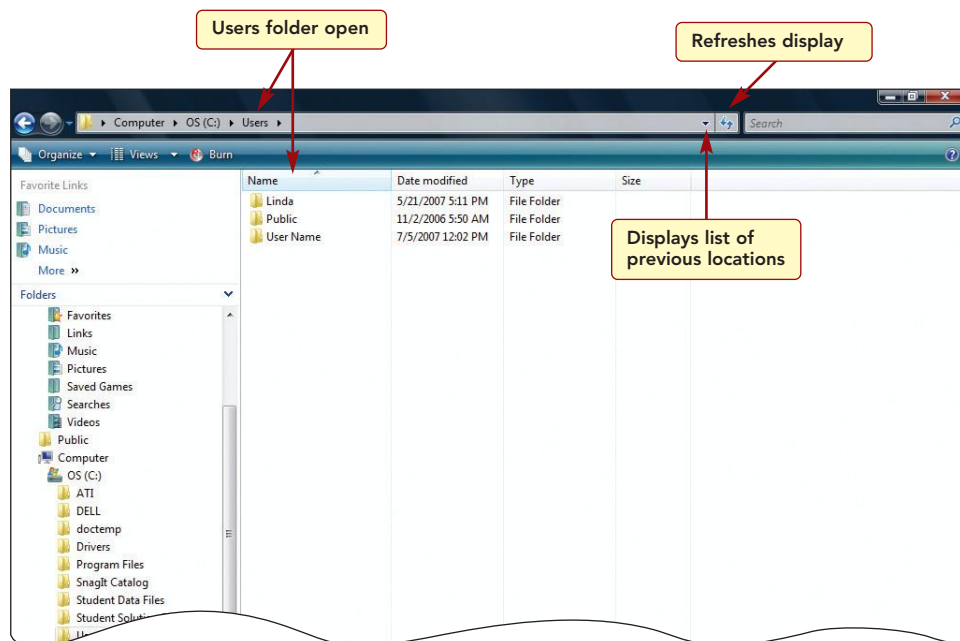 Users folder open
Refreshes display
Computer OS (C:) Users
Search
Organize Views Burn
Favorite Links
Documents
Pictures
Music
More »
Folders
Favorites
Links
Music
Pictures
Saved Games
Searches
Videos
Public
Computer
OS (C:)
ATI
DELL
doctemp
Drivers
Program Files
SnagIt Catalog
Student Data Files
Student
Name Date modified Type Size
Linda 5/21/2007 5:11 PM File Folder
Public 11/2/2006 5:50 AM File Folder
User Name 7/5/2007 12:02 PM File Folder
Displays list of
previous locations